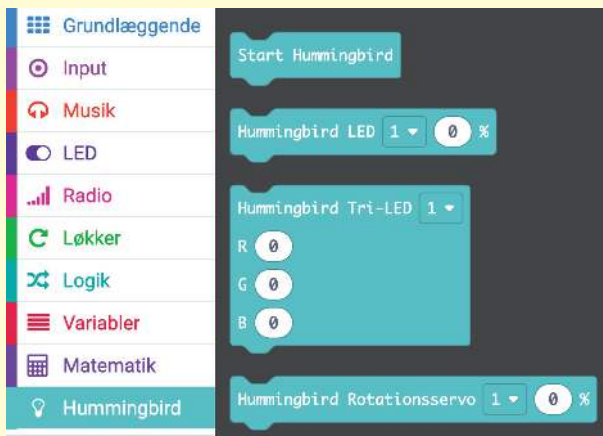 Grundlæggende
Input
Musik
LED
Radio
Løkker
Logik
Variabler
Matematik
Hummingbird
Start Hummingbird
Hummingbird LED 1 0 %
Hummingbird Tri-LED 1
R 0
G 0
B 0
Hummingbird Rotationsservo 1 0 %